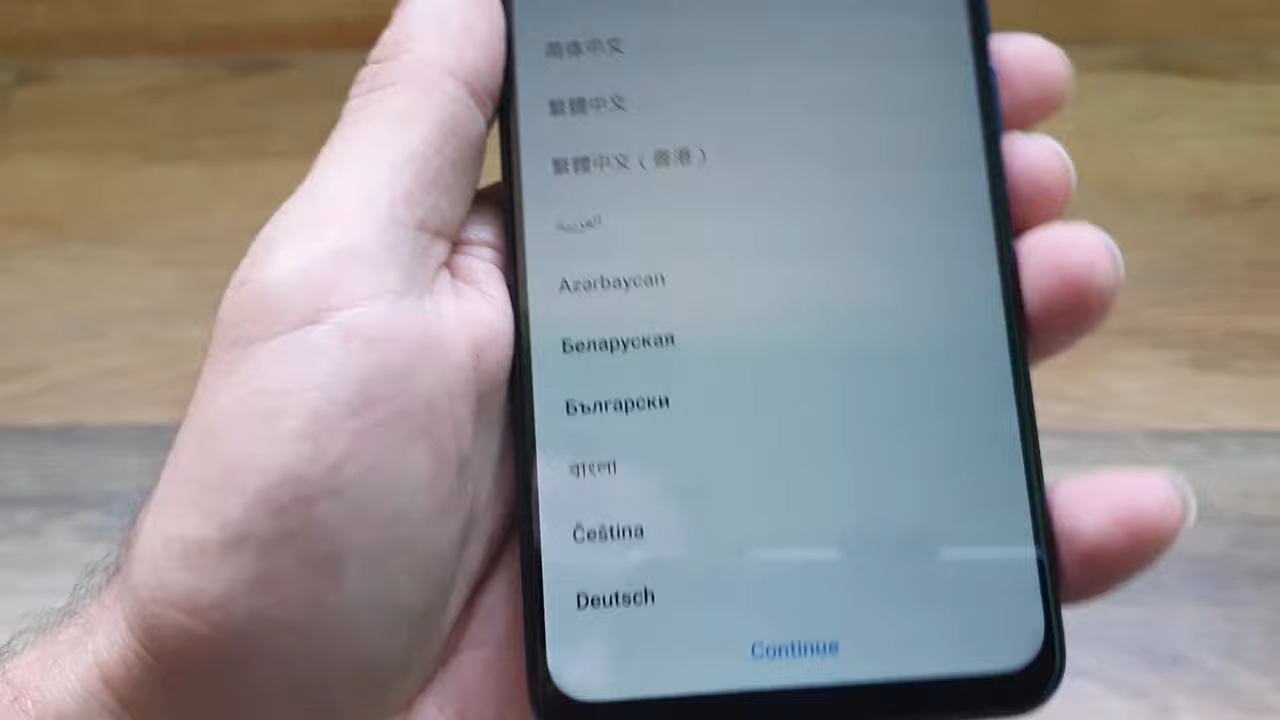 简体中文
繁體中文
繁體中文（香港）
العربية
Azərbaycan
Беларуская
Български
বাংলা
Čeština
Deutsch
Continue